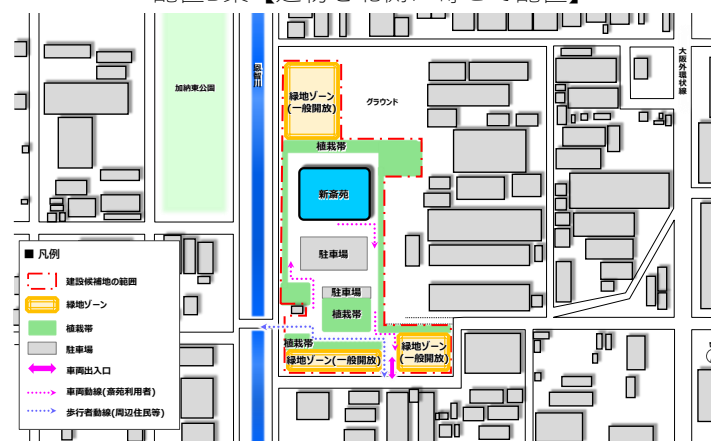 加納東公園
恩智川
緑地ゾーン
(一般開放)
グラウンド
大阪外環状線
植栽帯
新斎苑
駐車場
駐車場
植栽帯
植栽帯
緑地ゾーン(一般開放)
緑地ゾーン
(一般開放)
■ 凡例
建設候補地の範囲
緑地ゾーン
植栽帯
駐車場
車両出入口
車両動線(斎苑利用者)
歩行者動線(周辺住民等)